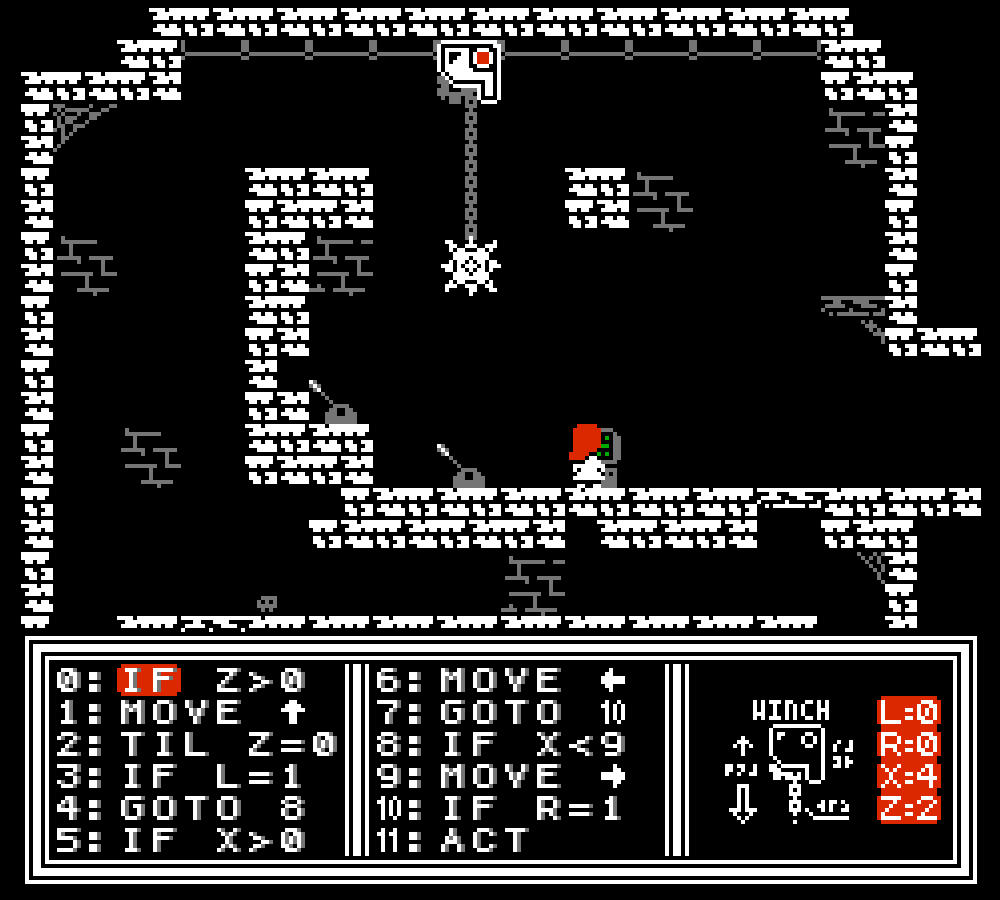 0: IF Z>0
1: MOVE ↑
2: TIL Z=0
3: IF L=1
4: GOTO 8
5: IF X>0
6: MOVE ←
7: GOTO 10
8: IF X<9
9: MOVE →
10: IF R=1
11: ACT
WINCH
L:0
R:0
X:4
Z:2